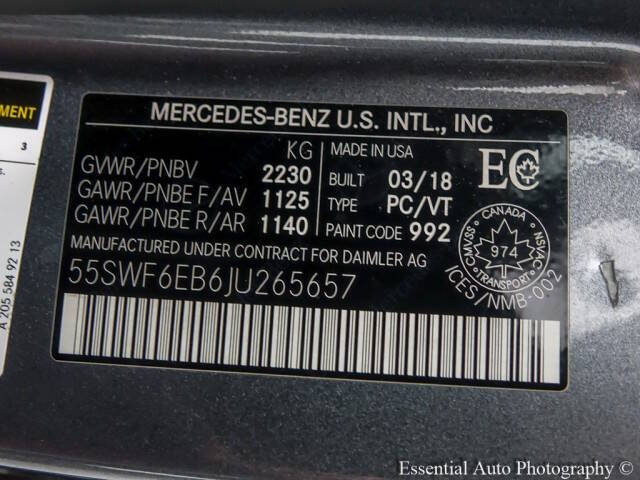 MENT
3
A 205 584 92 13
MERCEDES-BENZ U.S. INTL., INC
KG
GVWR/PNBV 2230
GAWR/PNBE F/AV 1125
GAWR/PNBE R/AR 1140
MADE IN USA
BUILT 03/18
TYPE PC/VT
PAINT CODE 992
EC
MANUFACTURED UNDER CONTRACT FOR DAIMLER AG
55SWF6EB6JU265657
CANADA
974
TRANSPORT
NSVAC
NSVAC
ICES/NMB-002
Essential Auto Photography (c)